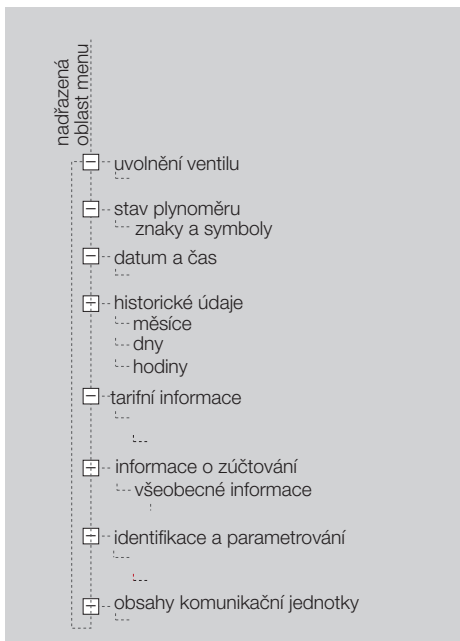 nadřazená
oblast menu
uvolnění ventilu
stav plynoměru
znaky a symboly
datum a čas
historické údaje
měsíce
dny
hodiny
tarifní informace
informace o zúčtování
všeobecné informace
identifikace a parametrování
obsahy komunikační jednotky